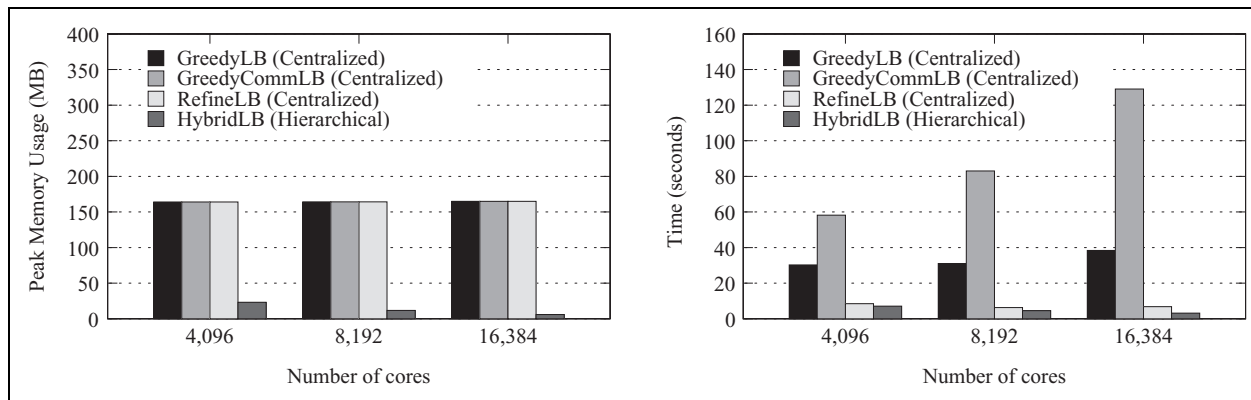 Peak Memory Usage (MB)
400
350
300
250
200
150
100
50
0
GreedyLB (Centralized)
GreedyCommLB (Centralized)
RefineLB (Centralized)
HybridLB (Hierarchical)
4,096
8,192
16,384
Number of cores
Time (seconds)
160
140
120
100
80
60
40
20
0
GreedyLB (Centralized)
GreedyCommLB (Centralized)
RefineLB (Centralized)
HybridLB (Hierarchical)
4,096
8,192
16,384
Number of cores